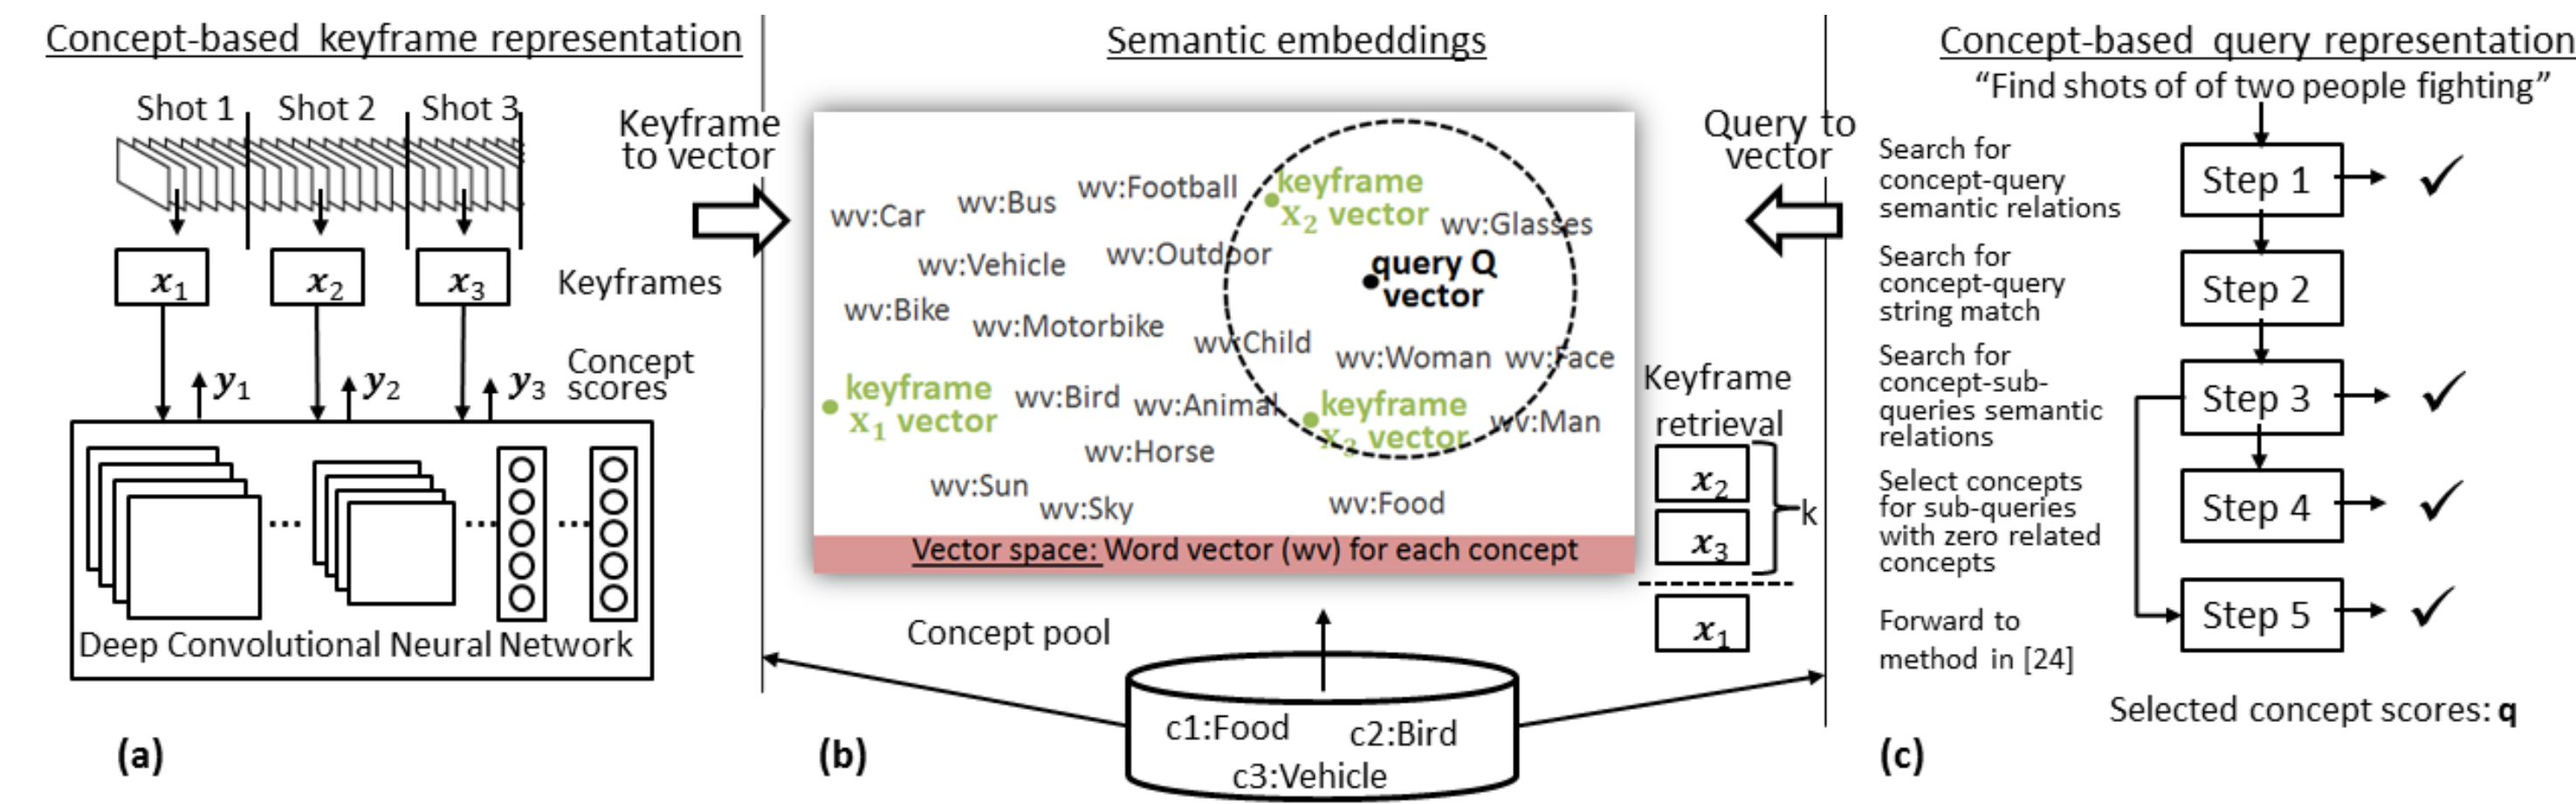 Concept-based keyframe representation
Shot 1
Shot 2
Shot 3
x1
x2
x3
Keyframes
y1
y2
y3
Concept
scores
Deep Convolutional Neural Network
(a)
Keyframe
to vector
Semantic embeddings
wv:Car
wv:Bus
wv:Football
keyframe
x2 vector
wv:Glasses
wv:Vehicle
wv:Outdoor
query Q
vector
wv:Bike
wv:Motorbike
wv:Child
wv:Woman
wv:Face
keyframe
x1 vector
wv:Bird
wv:Animal
keyframe
x3 vector
wv:Man
wv:Horse
wv:Sun
wv:Sky
wv:Food
Vector space: Word vector (wv) for each concept
Keyframe
retrieval
x2
x3
k
x1
Concept pool
c1:Food
c2:Bird
c3:Vehicle
(b)
Query to
vector
Concept-based query representation
“Find shots of of two people fighting”
Search for
concept-query
semantic relations
Step 1
Search for
concept-query
string match
Step 2
Search for
concept-sub-
queries semantic
relations
Step 3
Select concepts
for sub-queries
with zero related
concepts
Step 4
Forward to
method in [24]
Step 5
Selected concept scores: q
(c)